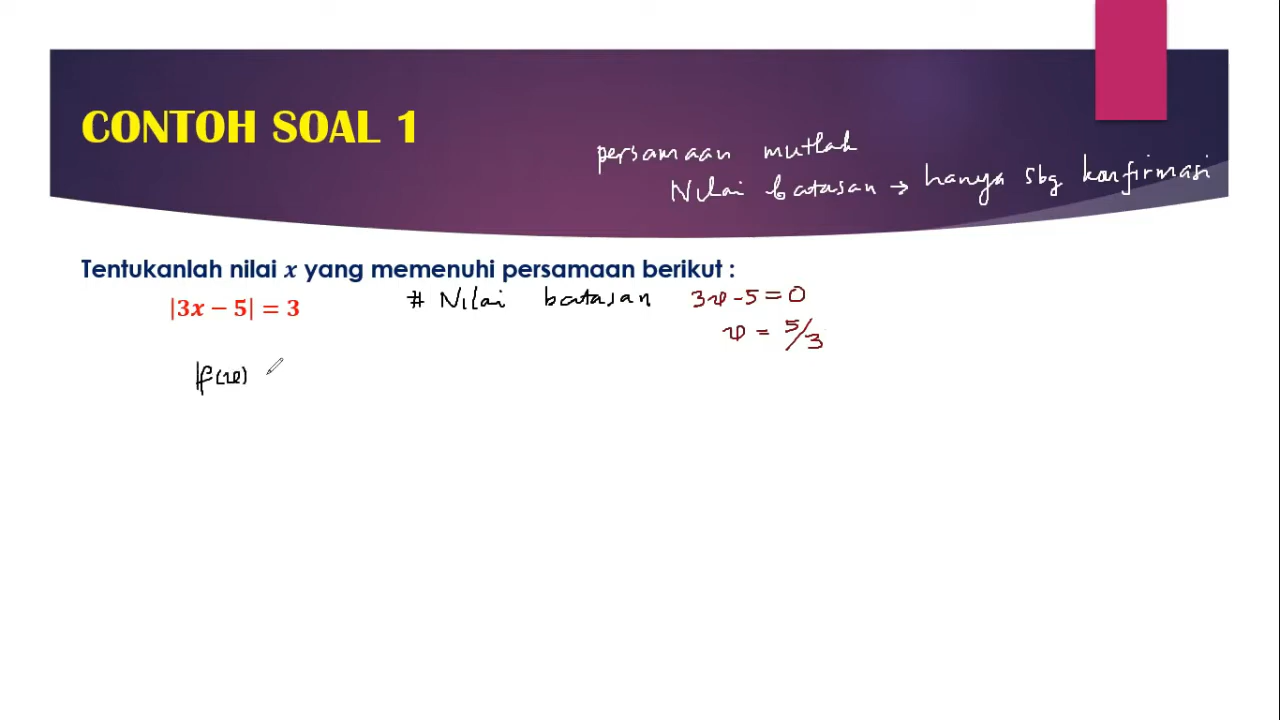 CONTOH SOAL 1
persamaan mutlak
Nilai batasan → hanya sbg konfirmasi
Tentukanlah nilai x yang memenuhi persamaan berikut :
|3x − 5| = 3
# Nilai batasan 3x - 5 = 0
x = 5/3
|f(x)